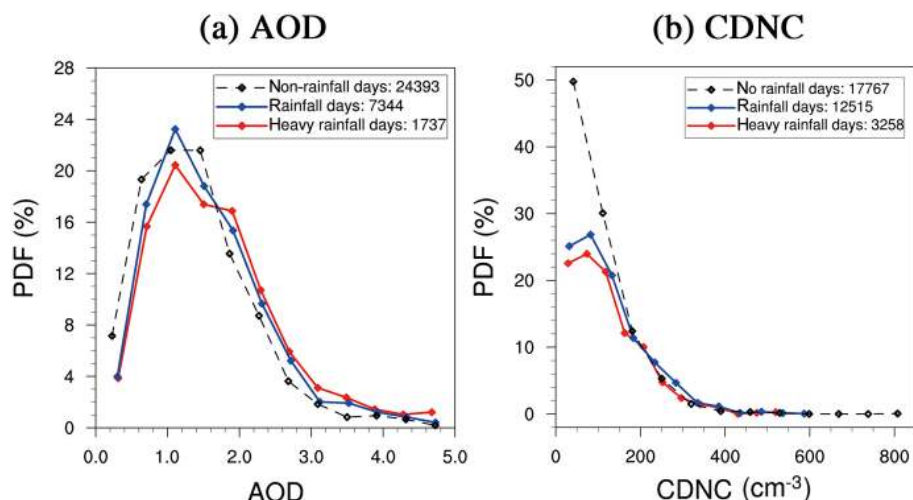 (a) AOD
28
24
20
16
12
8
4
0
PDF (%)
Non-rainfall days: 24393
Rainfall days: 7344
Heavy rainfall days: 1737
0.0 1.0 2.0 3.0 4.0 5.0
AOD
(b) CDNC
50
40
30
20
10
0
PDF (%)
No rainfall days: 17767
Rainfall days: 12515
Heavy rainfall days: 3258
0 200 400 600 800
CDNC (cm⁻³)